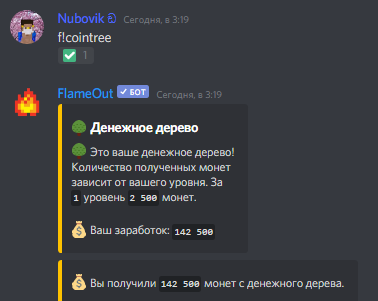 Nubovik Сегодня, в 3:19
f!cointree
1
FlameOut БОТ Сегодня, в 3:19
Денежное дерево
Это ваше денежное дерево!
Количество полученных монет
зависит от вашего уровня. За
1 уровень 2 500 монет.
Ваш заработок: 142 500
Вы получили 142 500 монет с денежного дерева.